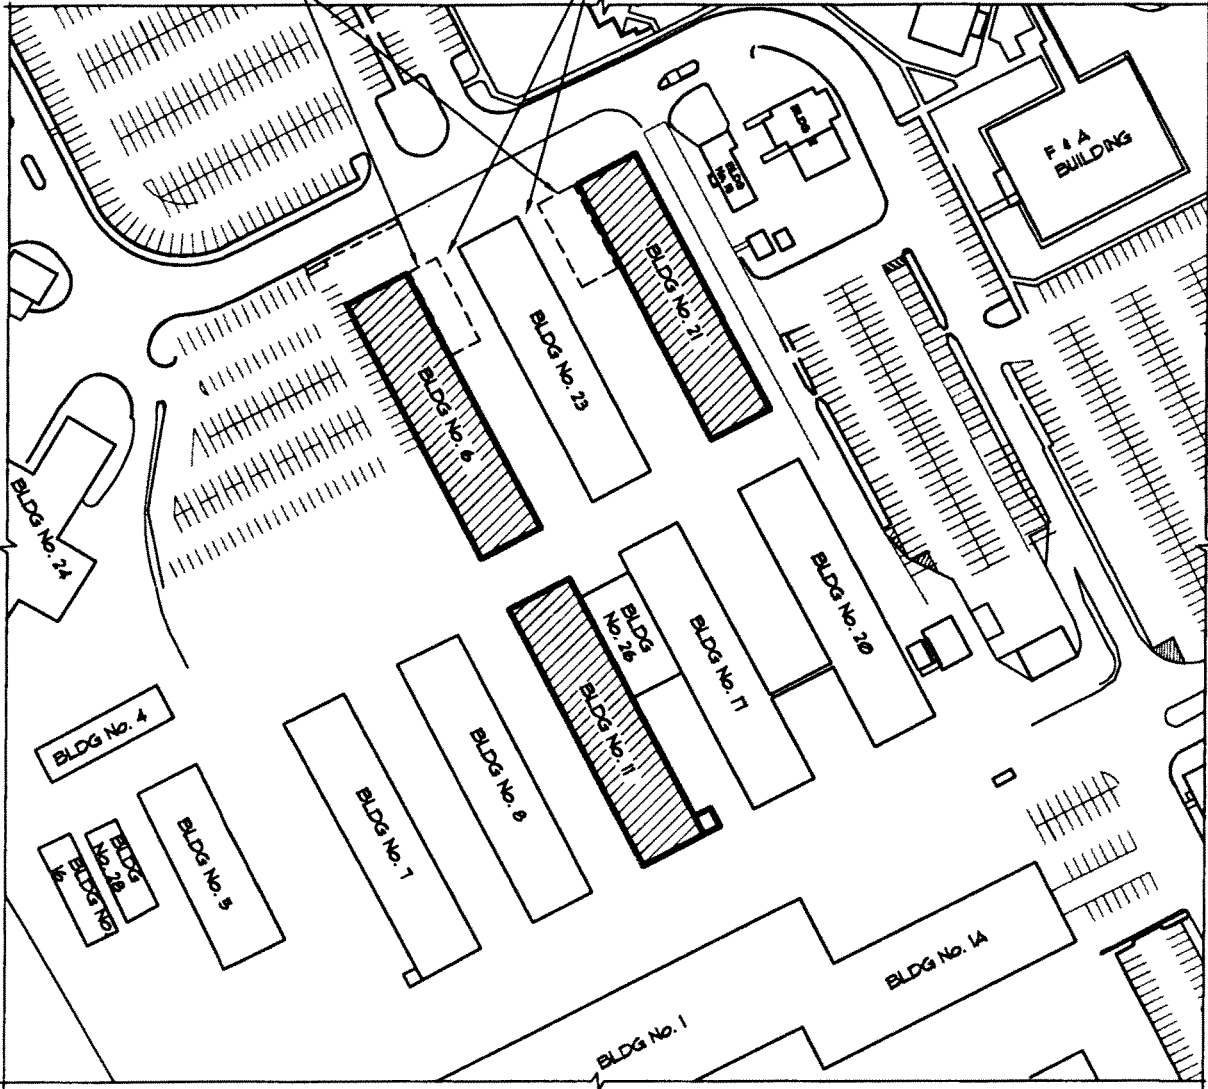 F & A
BUILDING
BLDG No. 21
BLDG No. 23
BLDG No. 6
BLDG No. 24
BLDG No. 20
BLDG
No. 26
BLDG No. 17
BLDG No. 11
BLDG No. 4
BLDG No. 8
BLDG No. 7
BLDG
No. 28
BLDG No.
16
BLDG No. 5
BLDG No. 1A
BLDG No. 1